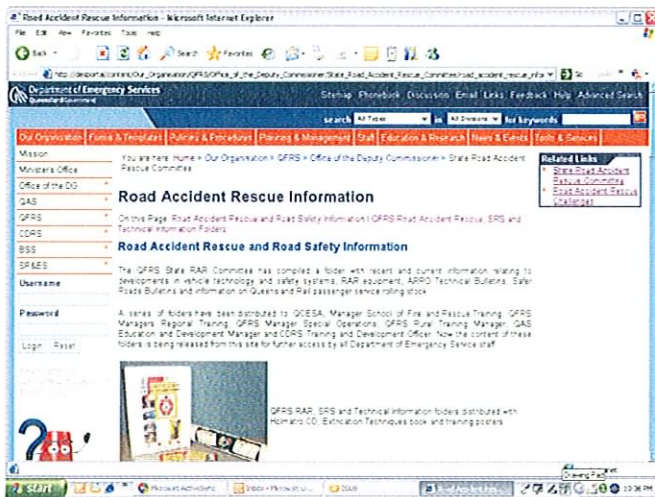 Road Accident Rescue Information - Microsoft Internet Explorer
File Edit View Favorites Tools Help
Back Search Favorites
Department of Emergency Services
Queensland Government
Sitemap Phonebook Discussion Email Links Feedback Help Advanced Search
search All Types in All Divisions for keywords
Our Organisation Forms & Templates Policies & Procedures Planning & Management Staff Education & Research News & Events Tools & Services
Mission
Minister's Office
Office of the DG
QAS
QFRS
CDRS
BSS
SP&ES
Username
Password
Login Reset
You are here: Home > Our Organisation > QFRS > Office of the Deputy Commissioner > State Road Accident
Rescue Committee
Road Accident Rescue Information
On this Page: Road Accident Rescue and Road Safety Information | QFRS Road Accident Rescue, SRS and
Technical Information Folders
Road Accident Rescue and Road Safety Information
The QFRS State RAR Committee has compiled a folder with recent and current information relating to
developments in vehicle technology and safety systems, RAR equipment, ARRO Technical Bulletins, Safer
Roads Bulletins and information on Queensland Rail passenger service rolling stock.
A series of folders have been distributed to QCESA, Manager School of Fire and Rescue Training, QFRS
Managers Regional Training, QFRS Manager Special Operations, QFRS Rural Training Manager, QAS
Education and Development Manager and CDRS Training and Development Officer. Now the content of these
folders is being released from this site for further access by all Department of Emergency Service staff.
QFRS RAR, SRS and Technical Information folders distributed with
Holmatro CD, Extrication Techniques book and training posters
Related Links
State Road Accident
Rescue Committee
Road Accident Rescue
Challenges
Drawing Pad
start
2006
10:36 PM